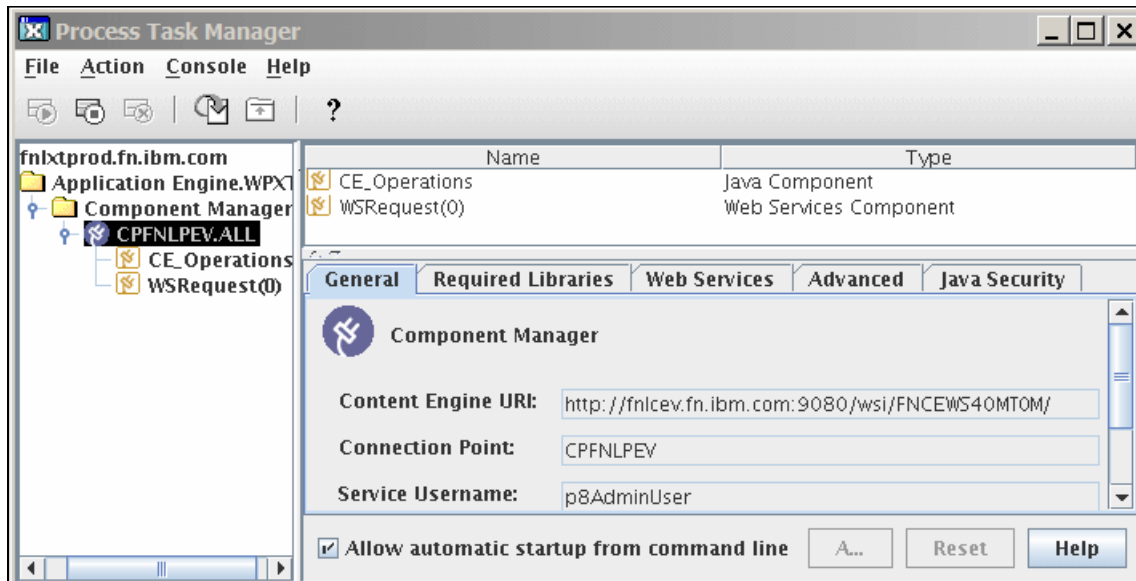 Process Task Manager
File Action Console Help
?
fnlxtprod.fn.ibm.com
Application Engine.WPXT
Component Manager
CPFNLPEV.ALL
CE_Operations
WSRequest(0)
Name Type
CE_Operations Java Component
WSRequest(0) Web Services Component
General Required Libraries Web Services Advanced Java Security
Component Manager
Content Engine URI: http://fnlcev.fn.ibm.com:9080/wsi/FNCEWS40MTOM/
Connection Point: CPFNLPEV
Service Username: p8AdminUser
Allow automatic startup from command line A... Reset Help